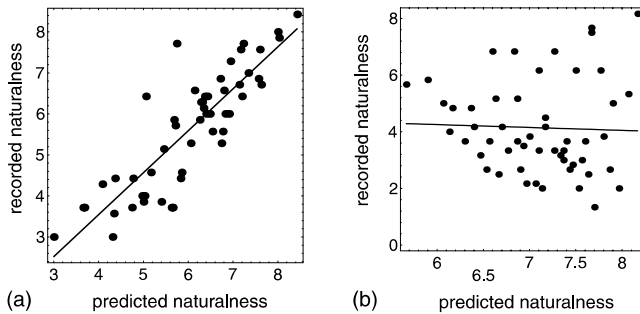 recorded naturalness
8
7
6
5
4
3
3 4 5 6 7 8
(a) predicted naturalness
recorded naturalness
8
6
4
2
0
6 7 8
6.5 7.5
(b) predicted naturalness